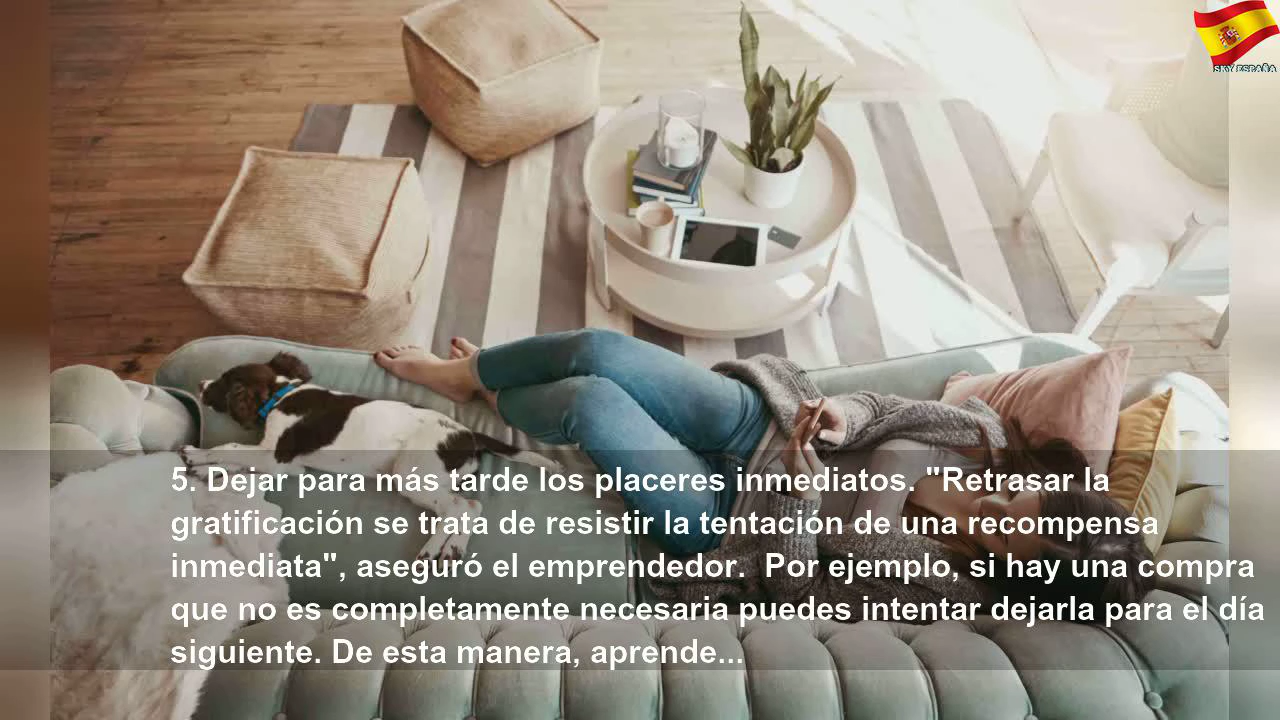 SKY ESPAÑA
5. Dejar para más tarde los placeres inmediatos. "Retrasar la
gratificación se trata de resistir la tentación de una recompensa
inmediata", aseguró el emprendedor.  Por ejemplo, si hay una compra
que no es completamente necesaria puedes intentar dejarla para el día
siguiente. De esta manera, aprende...